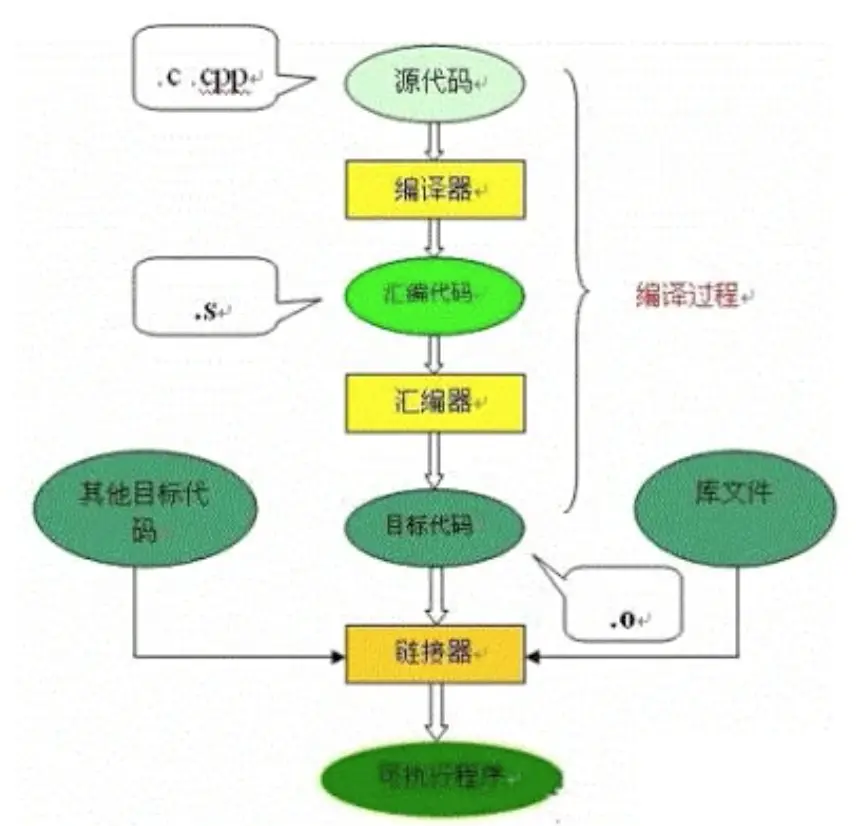 .c .cpp
源代码
编译器
.s
汇编代码
编译过程
汇编器
其他目标代
码
目标代码
库文件
.o
链接器
可执行程序